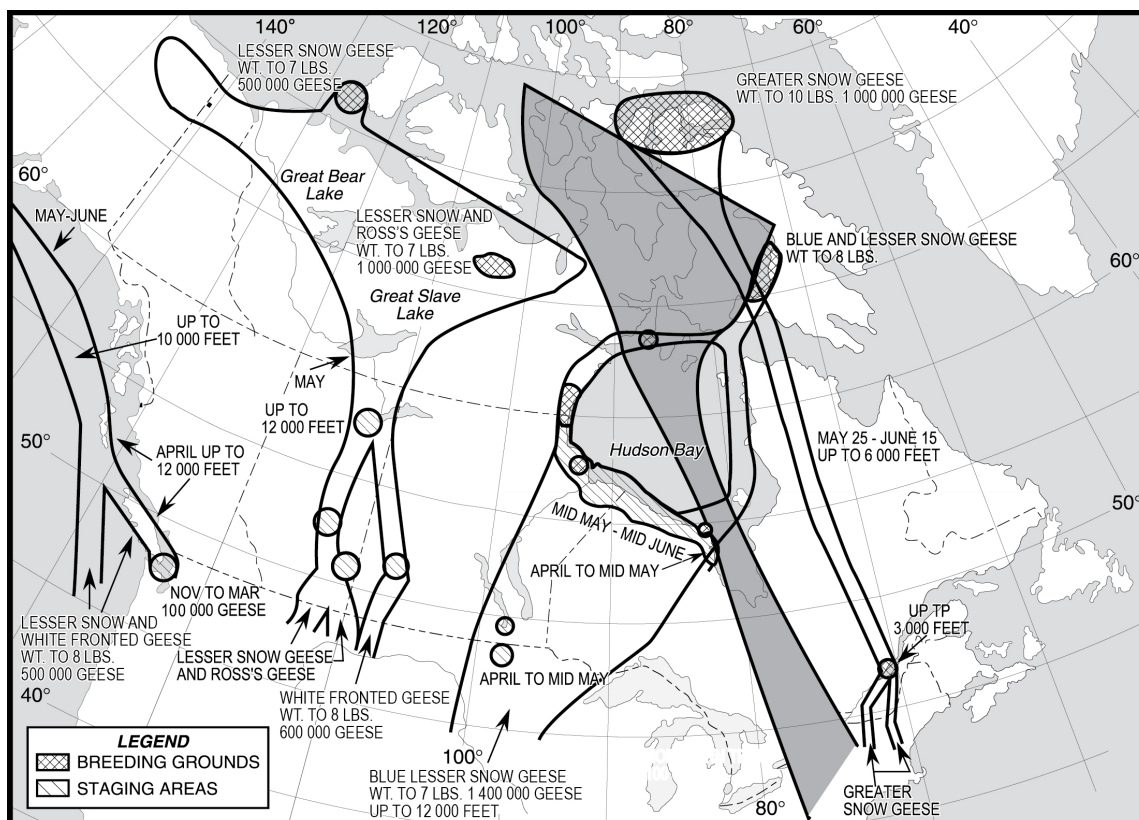 140°
120°
100°
80°
60°
40°
LESSER SNOW GEESE
WT. TO 7 LBS.
500 000 GEESE
GREATER SNOW GEESE
WT. TO 10 LBS. 1 000 000 GEESE
60°
MAY-JUNE
Great Bear
Lake
LESSER SNOW AND
ROSS'S GEESE
WT. TO 7 LBS.
1 000 000 GEESE
BLUE AND LESSER SNOW GEESE
WT TO 8 LBS.
60°
Great Slave
Lake
UP TO
10 000 FEET
MAY
UP TO
12 000 FEET
50°
APRIL UP TO
12 000 FEET
Hudson Bay
MAY 25 - JUNE 15
UP TO 6 000 FEET
50°
MID MAY - MID JUNE
APRIL TO MID MAY
NOV TO MAR
100 000 GEESE
UP TP
3 000 FEET
LESSER SNOW AND
WHITE FRONTED GEESE
WT. TO 8 LBS.
500 000 GEESE
LESSER SNOW GEESE
AND ROSS'S GEESE
APRIL TO MID MAY
WHITE FRONTED GEESE
WT. TO 8 LBS.
600 000 GEESE
40°
LEGEND
BREEDING GROUNDS
STAGING AREAS
100°
BLUE LESSER SNOW GEESE
WT. TO 7 LBS. 1 400 000 GEESE
UP TO 12 000 FEET
80°
GREATER
SNOW GEESE